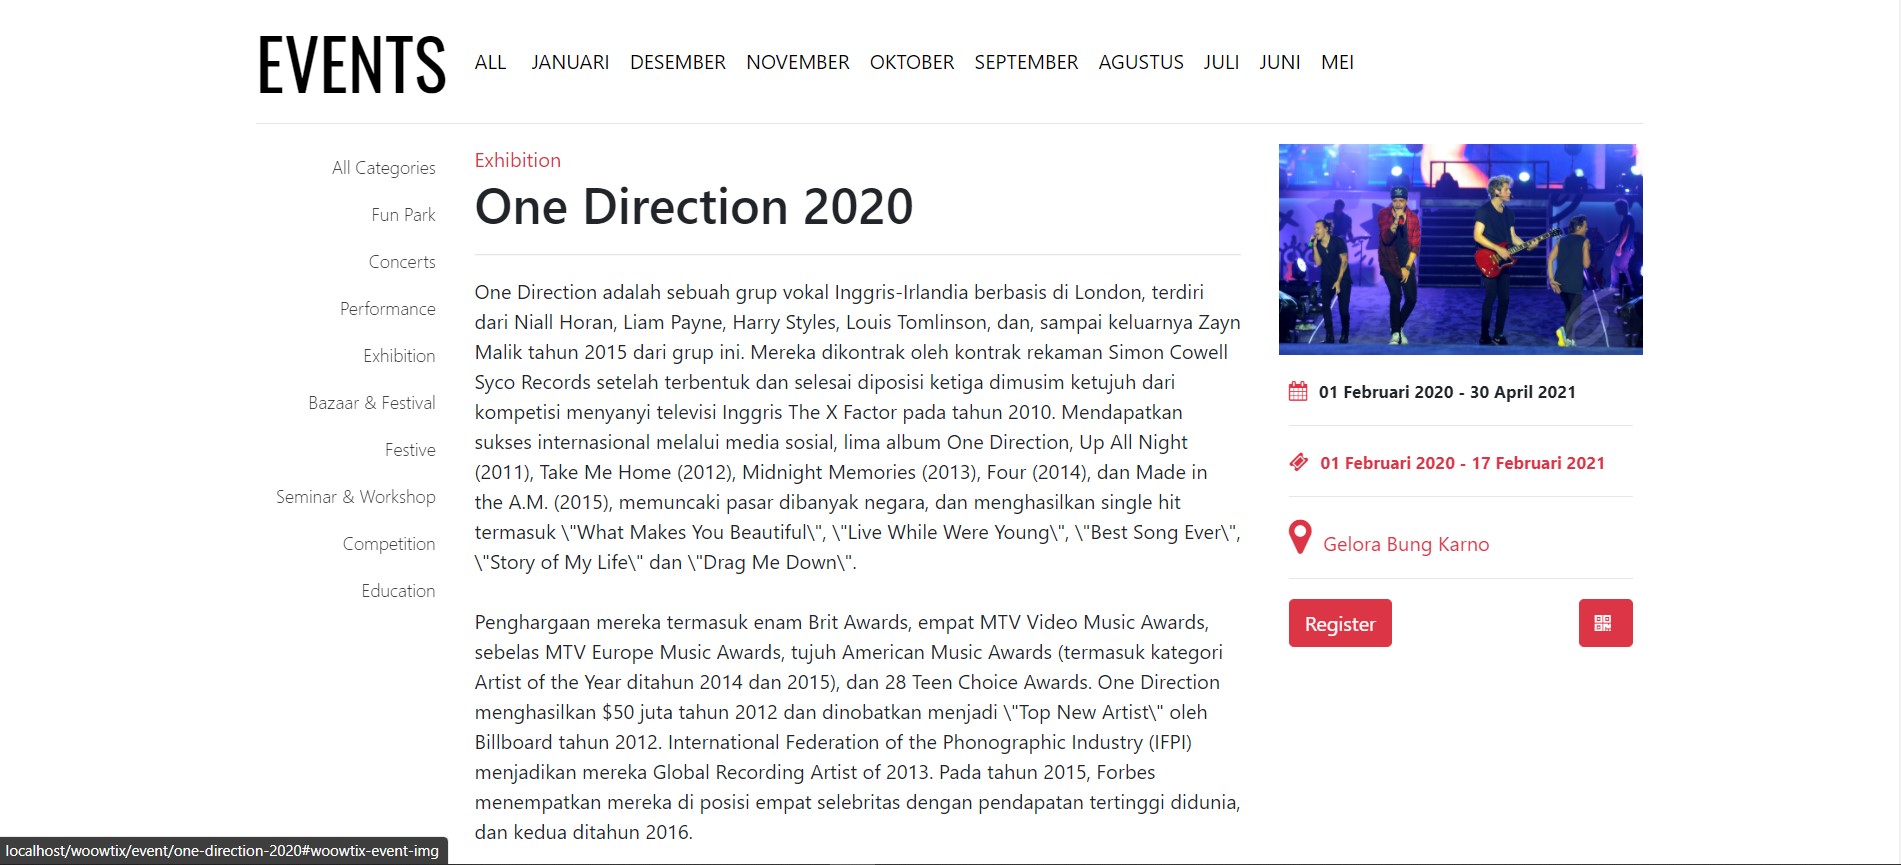 EVENTS
ALL JANUARI DESEMBER NOVEMBER OKTOBER SEPTEMBER AGUSTUS JULI JUNI MEI
All Categories
Fun Park
Concerts
Performance
Exhibition
Bazaar & Festival
Festive
Seminar & Workshop
Competition
Education
Exhibition
One Direction 2020
One Direction adalah sebuah grup vokal Inggris-Irlandia berbasis di London, terdiri
dari Niall Horan, Liam Payne, Harry Styles, Louis Tomlinson, dan, sampai keluarnya Zayn
Malik tahun 2015 dari grup ini. Mereka dikontrak oleh kontrak rekaman Simon Cowell
Syco Records setelah terbentuk dan selesai diposisi ketiga dimusim ketujuh dari
kompetisi menyanyi televisi Inggris The X Factor pada tahun 2010. Mendapatkan
sukses internasional melalui media sosial, lima album One Direction, Up All Night
(2011), Take Me Home (2012), Midnight Memories (2013), Four (2014), dan Made in
the A.M. (2015), memuncaki pasar dibanyak negara, dan menghasilkan single hit
termasuk \"What Makes You Beautiful\", \"Live While Were Young\", \"Best Song Ever\",
\"Story of My Life\" dan \"Drag Me Down\".
Penghargaan mereka termasuk enam Brit Awards, empat MTV Video Music Awards,
sebelas MTV Europe Music Awards, tujuh American Music Awards (termasuk kategori
Artist of the Year ditahun 2014 dan 2015), dan 28 Teen Choice Awards. One Direction
menghasilkan $50 juta tahun 2012 dan dinobatkan menjadi \"Top New Artist\" oleh
Billboard tahun 2012. International Federation of the Phonographic Industry (IFPI)
menjadikan mereka Global Recording Artist of 2013. Pada tahun 2015, Forbes
menempatkan mereka di posisi empat selebritas dengan pendapatan tertinggi didunia,
dan kedua ditahun 2016.
01 Februari 2020 - 30 April 2021
01 Februari 2020 - 17 Februari 2021
Gelora Bung Karno
Register
localhost/woowtix/event/one-direction-2020#woowtix-event-img